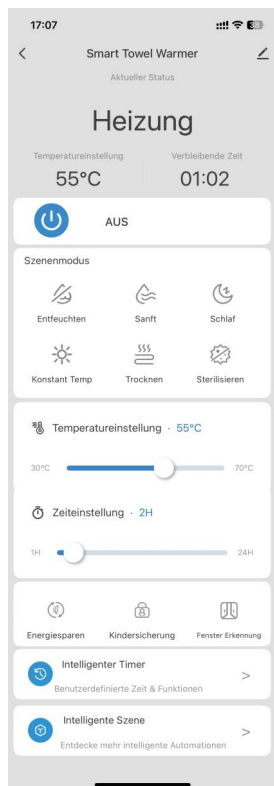 17:07
Smart Towel Warmer
Aktueller Status
Heizung
Temperatureinstellung Verbleibende Zeit
55°C 01:02
AUS
Szenenmodus
Entfeuchten Sanft Schlaf
Konstant Temp Trocknen Sterilisieren
Temperatureinstellung · 55°C
30°C 70°C
Zeiteinstellung · 2H
1H 24H
Energiesparen Kindersicherung Fenster Erkennung
Intelligenter Timer
Benutzerdefinierte Zeit & Funktionen
>
Intelligente Szene
Entdecke mehr intelligente Automationen
>